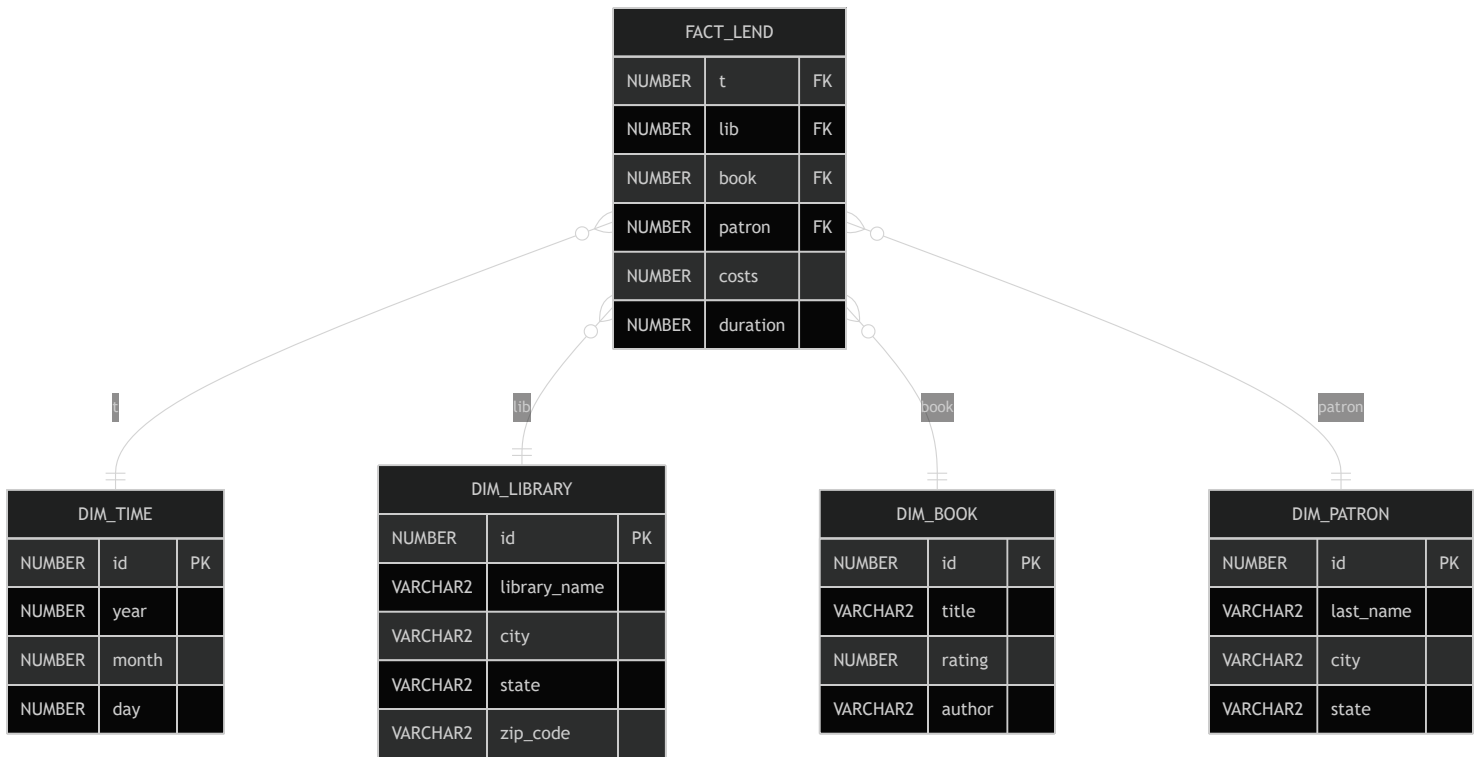 FACT_LEND
NUMBER t FK
NUMBER lib FK
NUMBER book FK
NUMBER patron FK
NUMBER costs
NUMBER duration
t
lib
book
patron
DIM_TIME
NUMBER id PK
NUMBER year
NUMBER month
NUMBER day
DIM_LIBRARY
NUMBER id PK
VARCHAR2 library_name
VARCHAR2 city
VARCHAR2 state
VARCHAR2 zip_code
DIM_BOOK
NUMBER id PK
VARCHAR2 title
NUMBER rating
VARCHAR2 author
DIM_PATRON
NUMBER id PK
VARCHAR2 last_name
VARCHAR2 city
VARCHAR2 state